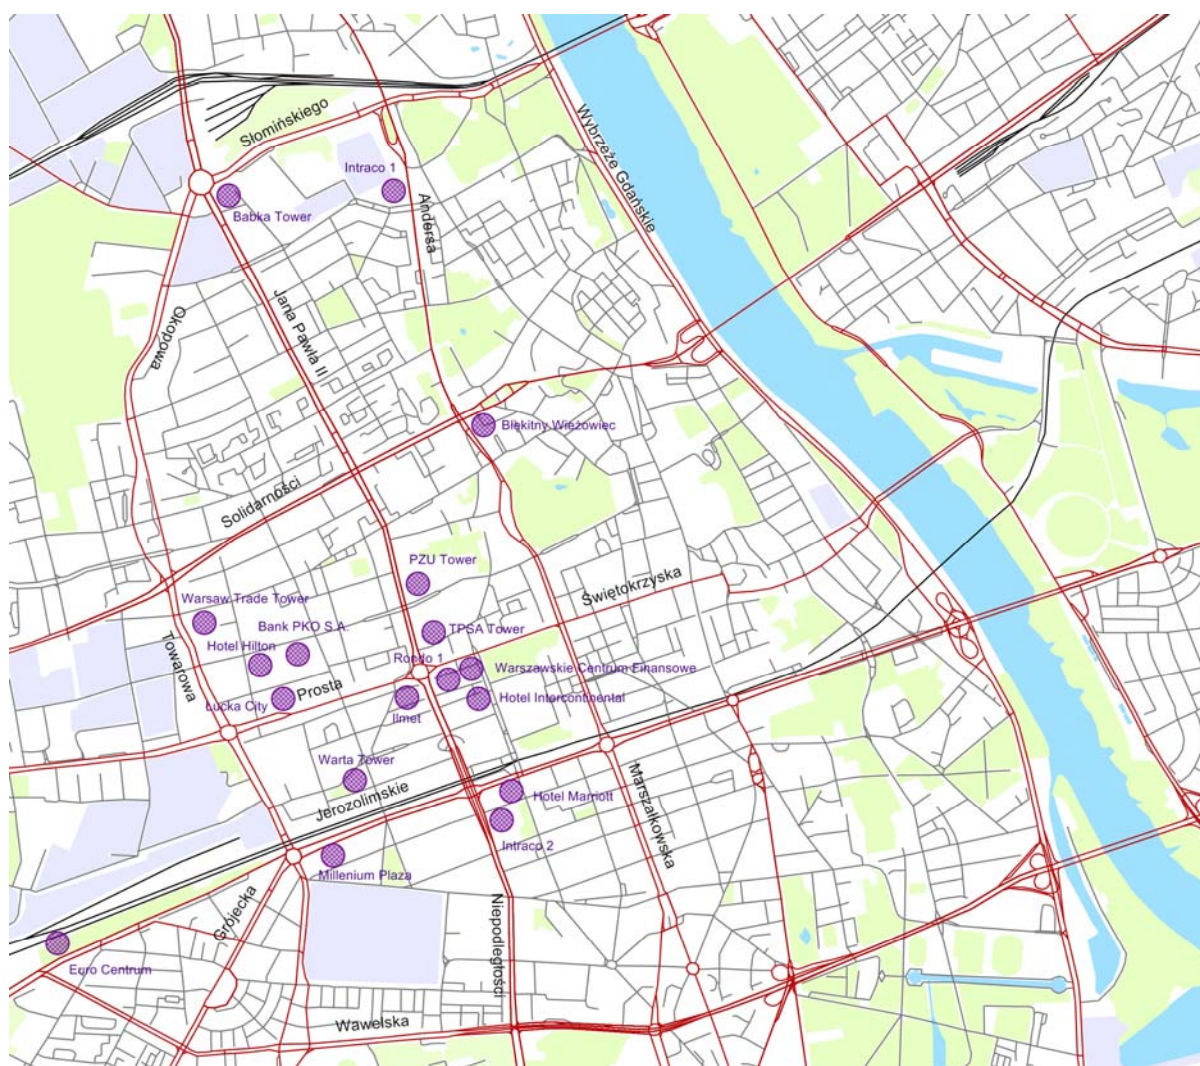 Słomińskiego
Wybrzeże Gdańskie
Intraco 1
Babka Tower
Andersa
Jana Pawła II
Okopowa
Błękitny Wieżowiec
Solidarności
PZU Tower
Świętokrzyska
Warsaw Trade Tower
Bank PKO S.A.
TPSA Tower
Hotel Hilton
Rondo 1
Warszawskie Centrum Finansowe
Towarowa
Prosta
Łucka City
Hotel Intercontinental
Ilmet
Warta Tower
Jerozolimskie
Hotel Marriott
Marszałkowska
Intraco 2
Millenium Plaza
Grójecka
Niepodległości
Euro Centrum
Wawelska